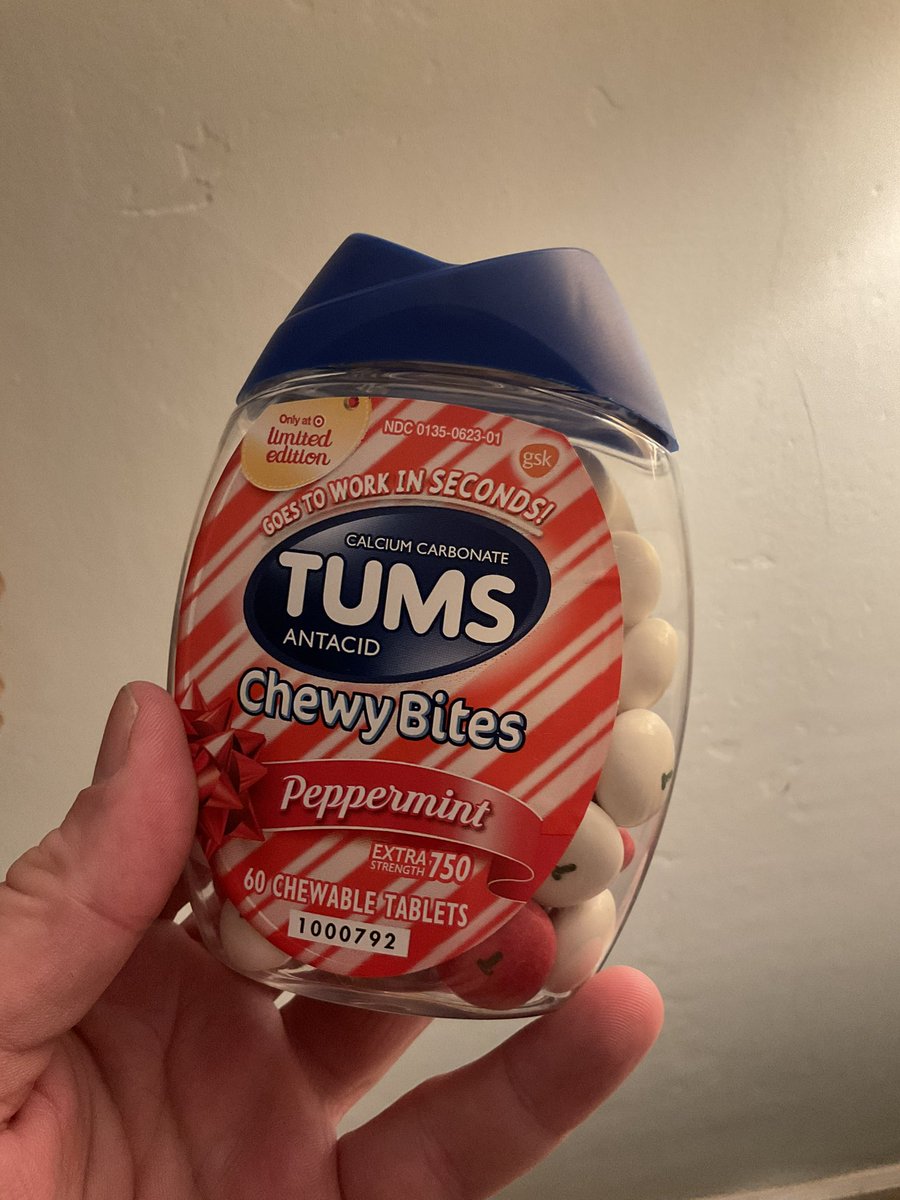 Only at
limited
edition
NDC 0135-0623-01
gsk
GOES TO WORK IN SECONDS!
CALCIUM CARBONATE
TUMS
ANTACID
Chewy Bites
Peppermint
EXTRA STRENGTH 750
60 CHEWABLE TABLETS
1000792